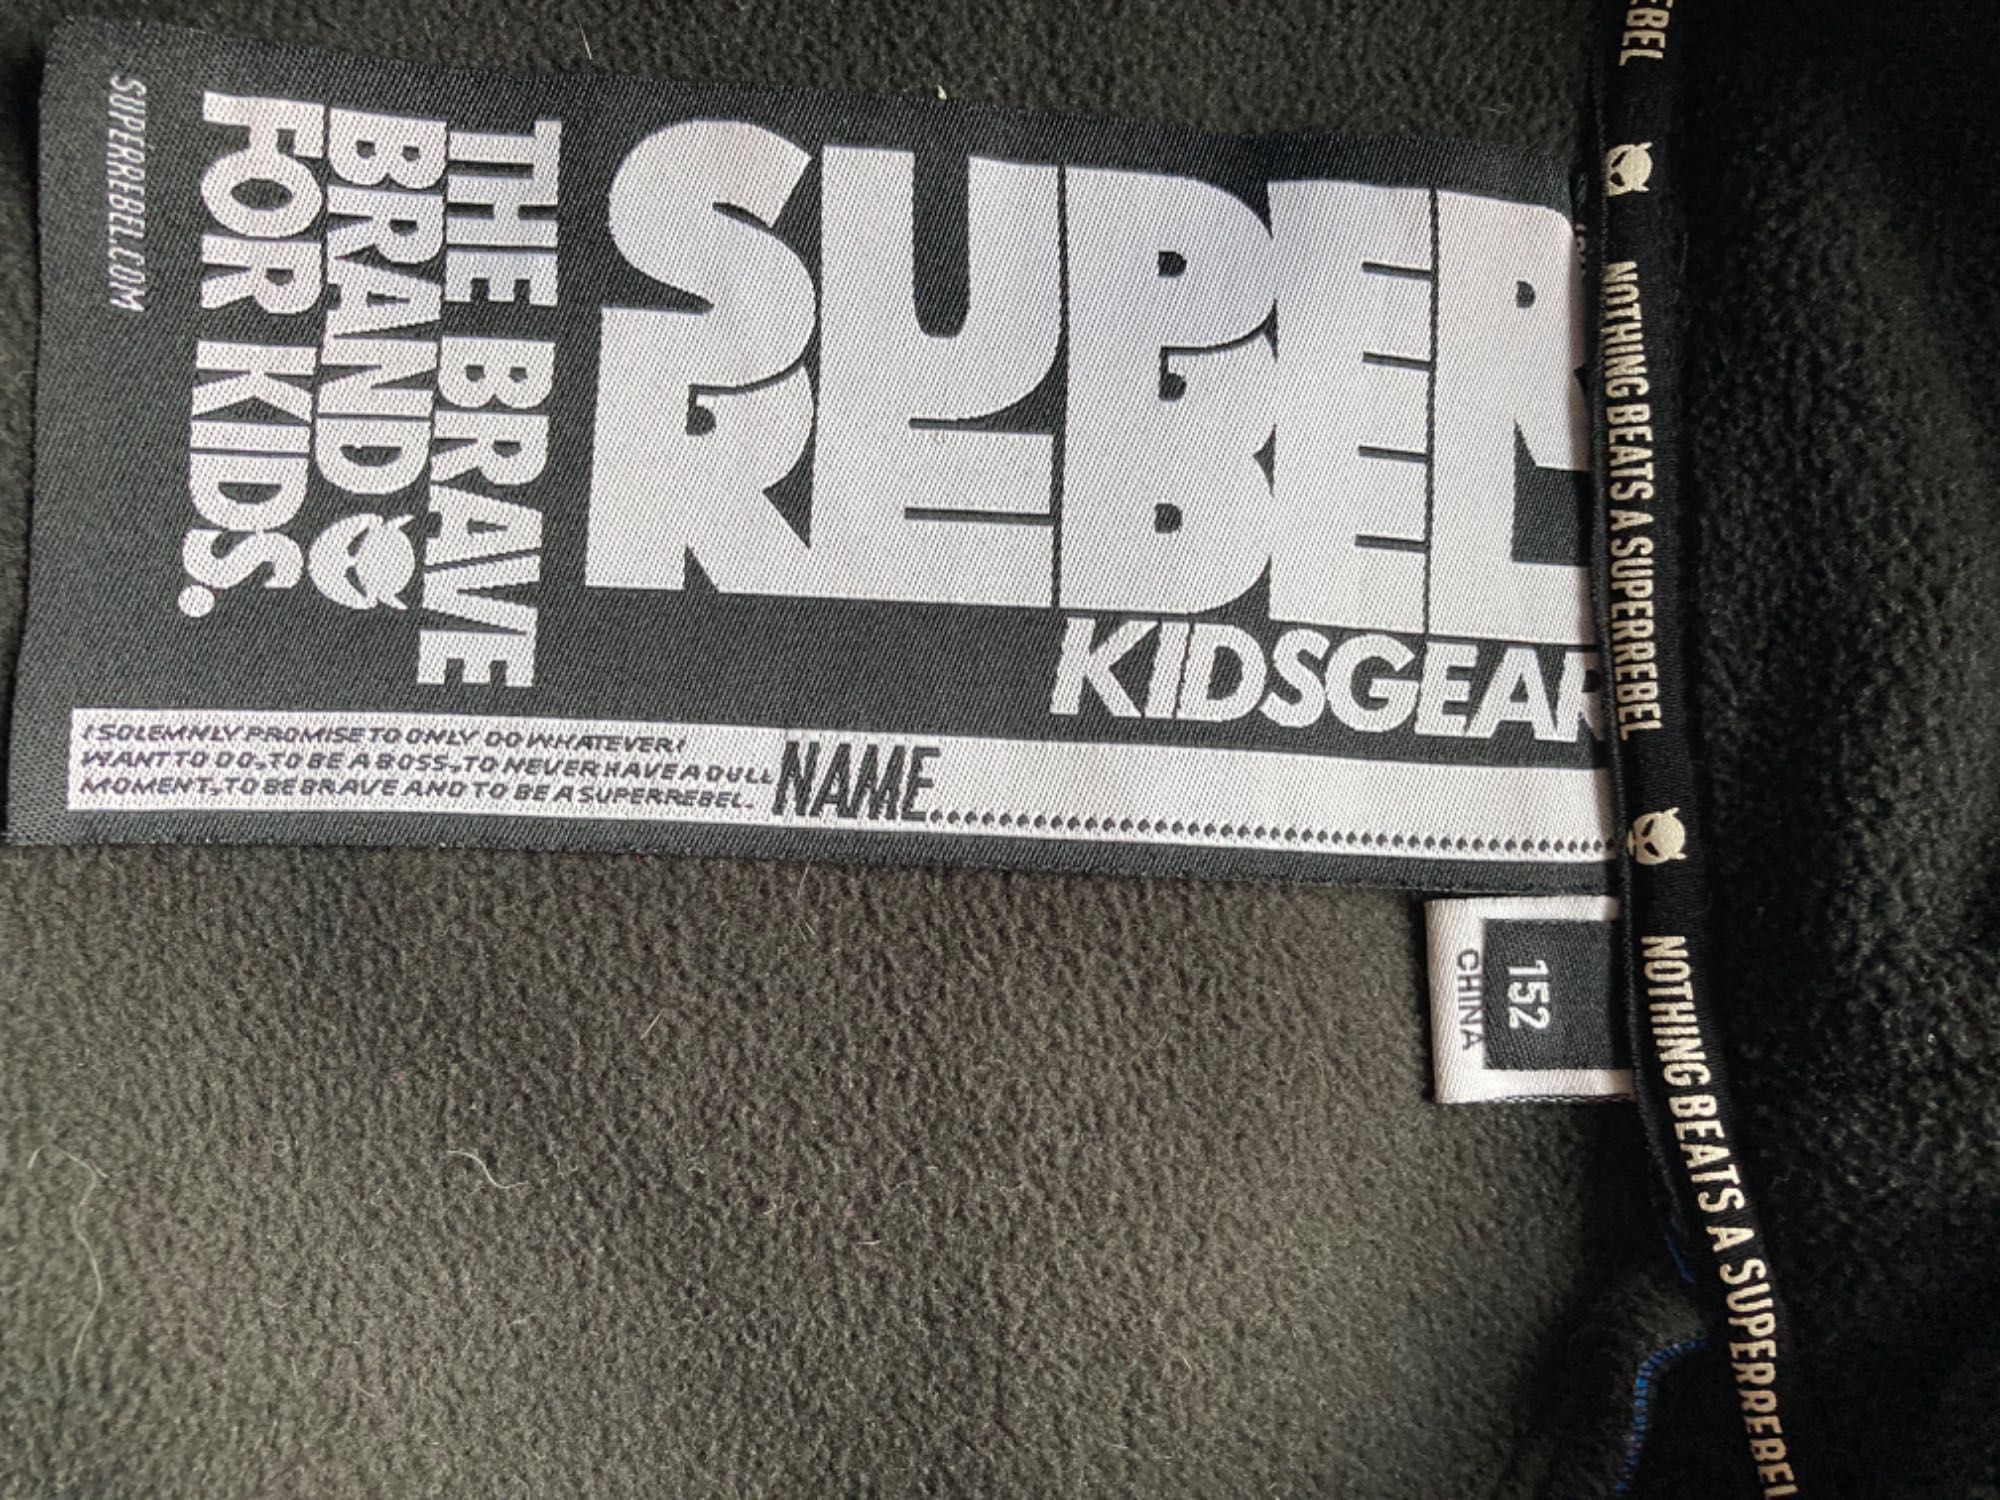 SUPER
REBEL
KIDSGEAR
THE BRAVE
BRAND
FOR KIDS.
SUPERREBEL.COM
I SOLEMNLY PROMISE TO ONLY DO WHATEVER I
WANT TO DO, TO BE A BOSS, TO NEVER HAVE A DULL
MOMENT, TO BE BRAVE AND TO BE A SUPERREBEL.
NAME
152
CHINA
EBEL
NOTHING BEATS A SUPERREBEL
NOTHING BEATS A SUPERREBEL